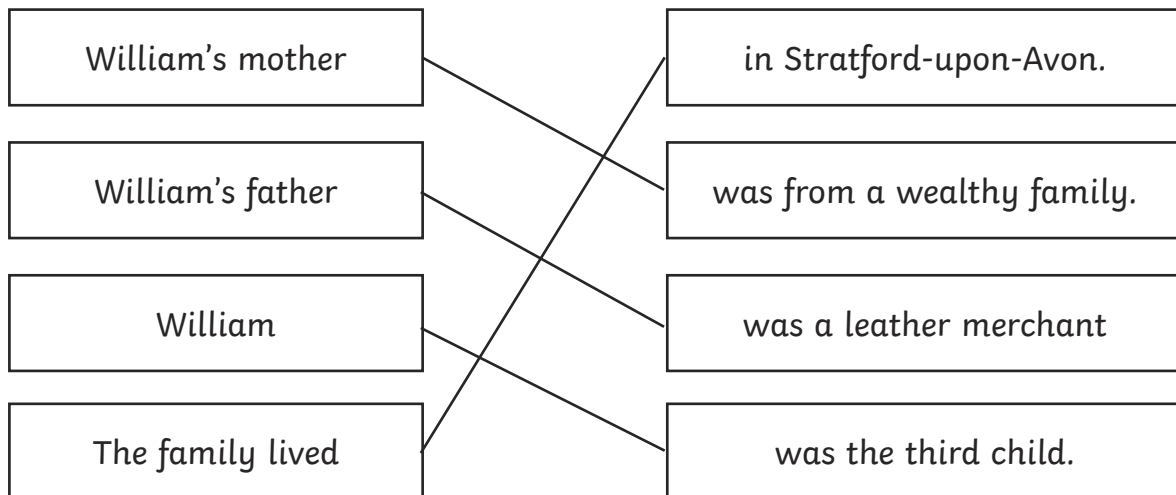 William’s mother
in Stratford-upon-Avon.
William’s father
was from a wealthy family.
William
was a leather merchant
The family lived
was the third child.